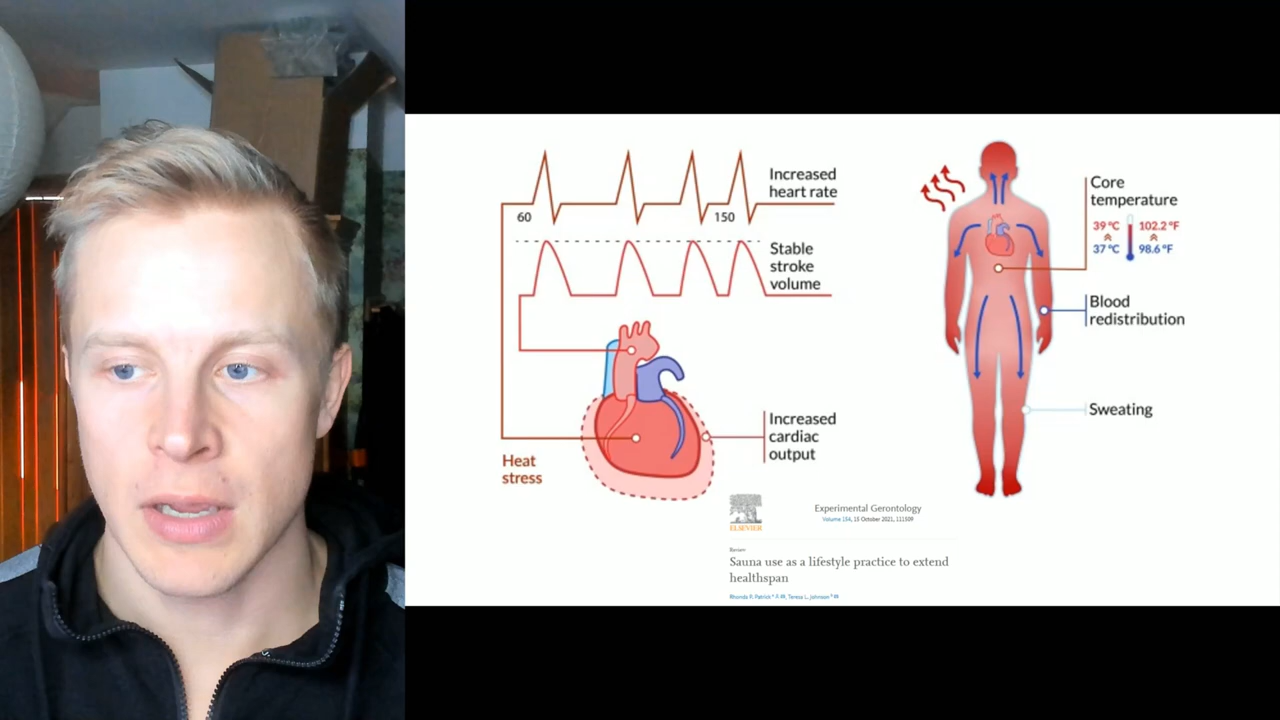 Increased
heart rate
60
150
Stable
stroke
volume
Increased
cardiac
output
Heat
stress
Core
temperature
39 °C
102.2 °F
37 °C
98.6 °F
Blood
redistribution
Sweating
ELSEVIER
Experimental Gerontology
Volume 154, 15 October 2021, 111509
Review
Sauna use as a lifestyle practice to extend
healthspan
Rhonda P. Patrick
Teresa L. Johnson